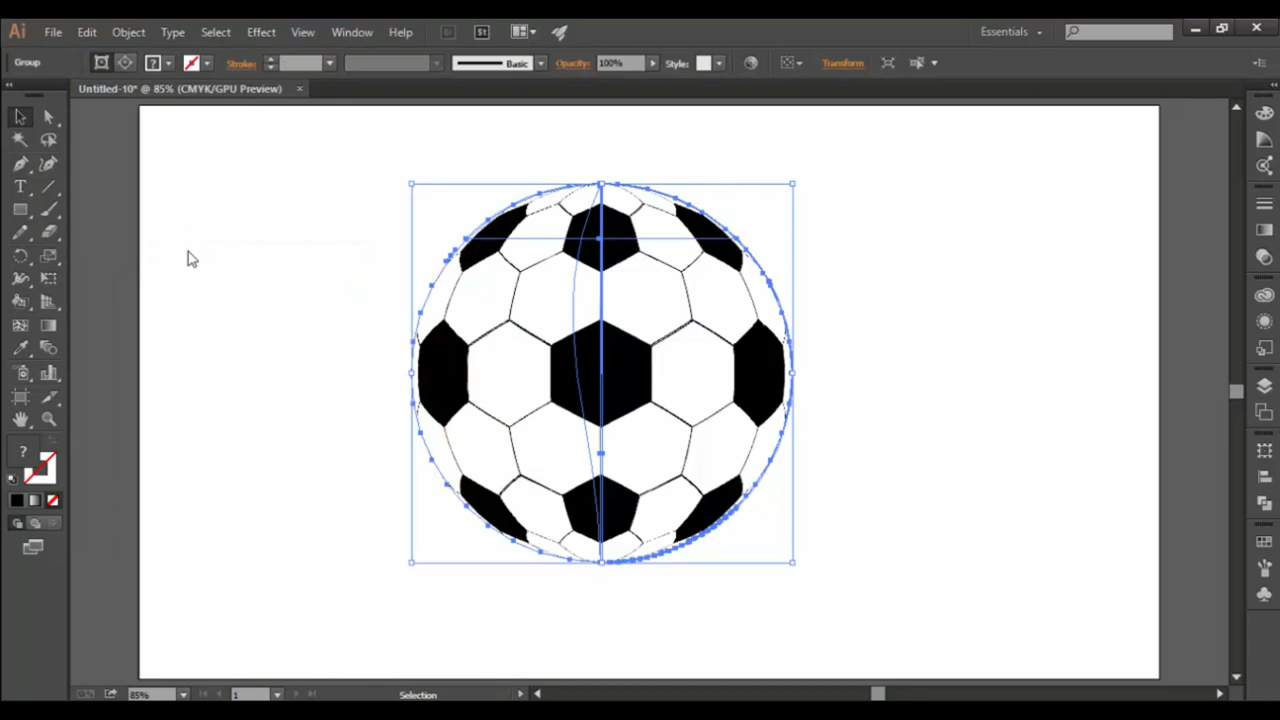 Ai File Edit Object Type Select Effect View Window Help Br St Essentials
Group ? Stroke: Basic Opacity: 100% Style: Transform
Untitled-10* @ 85% (CMYK/GPU Preview) ×
T
?
85% 1 Selection